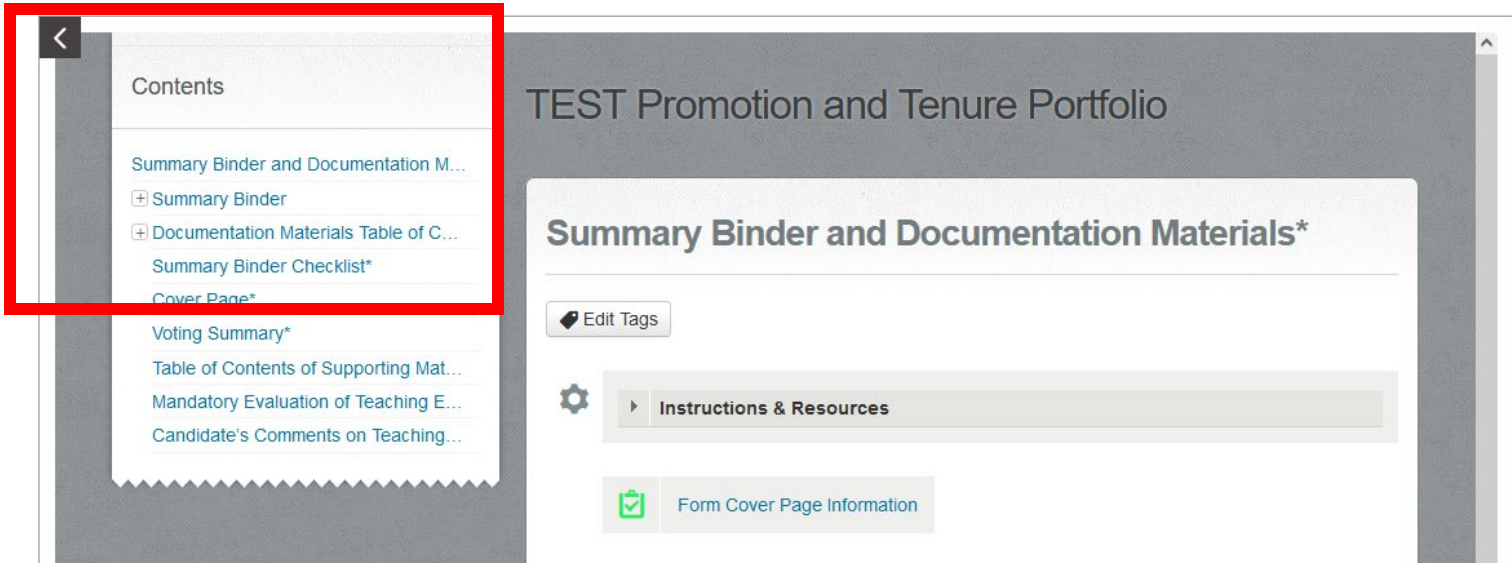 Contents
Summary Binder and Documentation M...
Summary Binder
Documentation Materials Table of C...
Summary Binder Checklist*
Cover Page*
Voting Summary*
Table of Contents of Supporting Mat...
Mandatory Evaluation of Teaching E...
Candidate's Comments on Teaching...
TEST Promotion and Tenure Portfolio
Summary Binder and Documentation Materials*
Edit Tags
Instructions & Resources
Form Cover Page Information